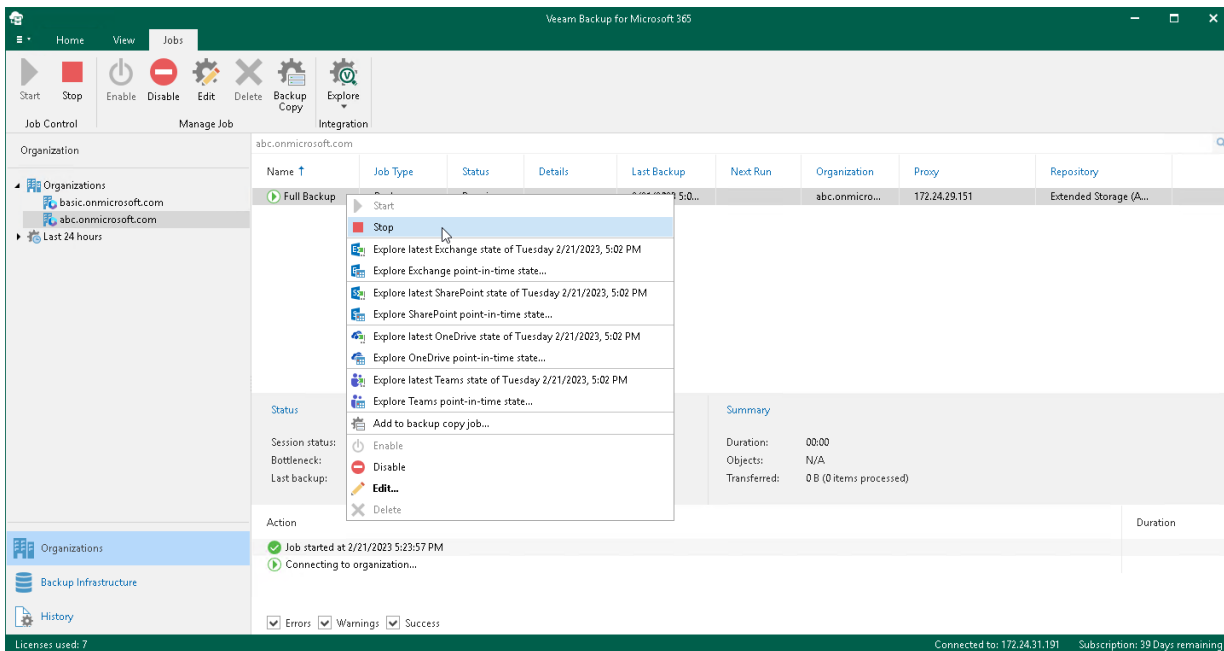 Veeam Backup for Microsoft 365
Home View Jobs
Start Stop Enable Disable Edit Delete Backup Copy Explore
Job Control Manage Job Integration
Organization
Organizations
basic.onmicrosoft.com
abc.onmicrosoft.com
Last 24 hours
abc.onmicrosoft.com
Name Job Type Status Details Last Backup Next Run Organization Proxy Repository
Full Backup 5:0... abc.onmicro... 172.24.29.151 Extended Storage (A...
Start
Stop
Explore latest Exchange state of Tuesday 2/21/2023, 5:02 PM
Explore Exchange point-in-time state...
Explore latest SharePoint state of Tuesday 2/21/2023, 5:02 PM
Explore SharePoint point-in-time state...
Explore latest OneDrive state of Tuesday 2/21/2023, 5:02 PM
Explore OneDrive point-in-time state...
Explore latest Teams state of Tuesday 2/21/2023, 5:02 PM
Explore Teams point-in-time state...
Add to backup copy job...
Enable
Disable
Edit...
Delete
Status
Session status:
Bottleneck:
Last backup:
Summary
Duration: 00:00
Objects: N/A
Transferred: 0 B (0 items processed)
Action Duration
Job started at 2/21/2023 5:23:57 PM
Connecting to organization...
Errors Warnings Success
Organizations
Backup Infrastructure
History
Licenses used: 7 Connected to: 172.24.31.191 Subscription: 39 Days remaining